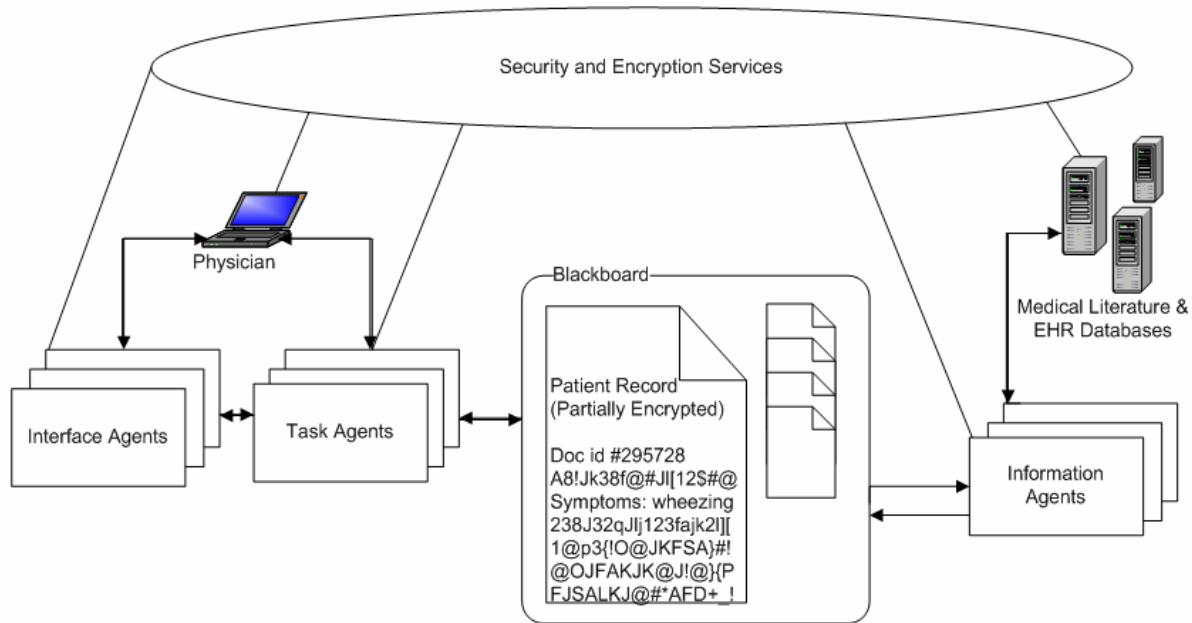 Security and Encryption Services
Physician
Blackboard
Medical Literature &
EHR Databases
Interface Agents
Task Agents
Patient Record
(Partially Encrypted)
Doc id #295728
A8!Jk38f@#Jl[12$#@
Symptoms: wheezing
238J32qJlj123fajk2l][
1@p3{!O@JKFSA}#!
@OJFAKJK@J!@}{P
FJSALKJ@#*AFD+_!
Information
Agents